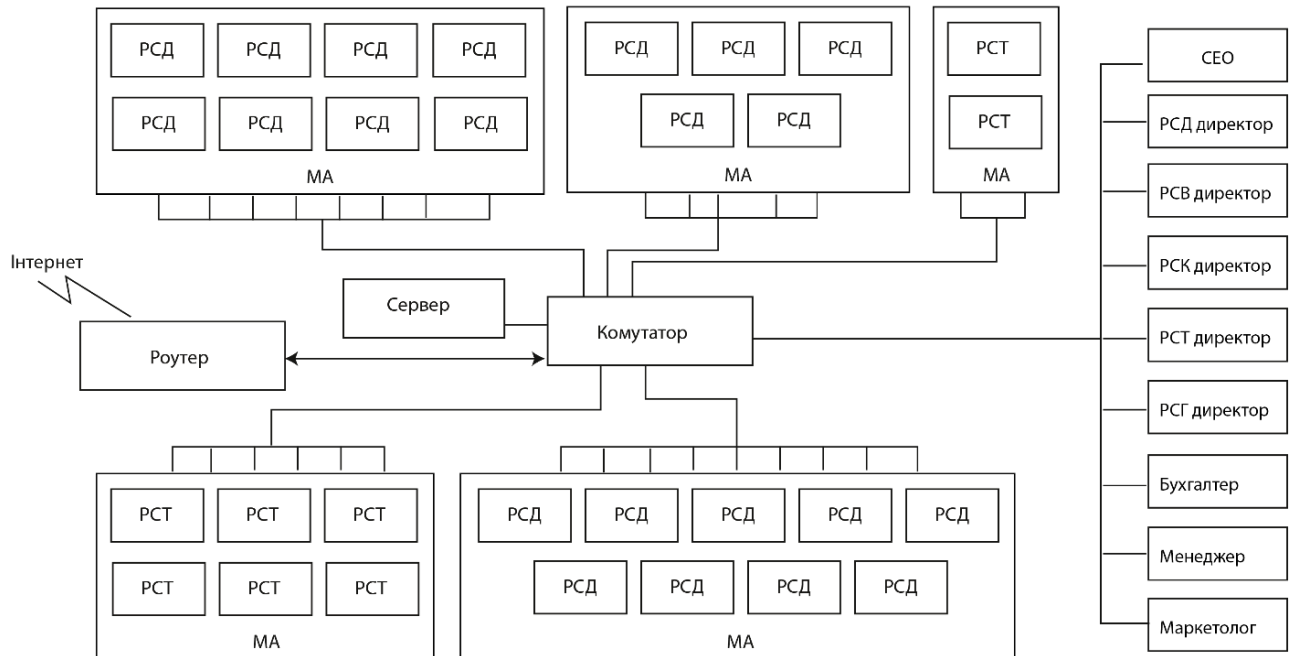 РСД РСД РСД РСД
РСД РСД РСД РСД
МА
РСД РСД РСД
РСД РСД
МА
РСТ
РСТ
МА
CEO
РСД директор
РСВ директор
РСК директор
РСТ директор
РСГ директор
Бухгалтер
Менеджер
Маркетолог
Інтернет
Роутер
Сервер
Комутатор
РСТ РСТ РСТ
РСТ РСТ РСТ
МА
РСД РСД РСД РСД РСД
РСД РСД РСД РСД
МА